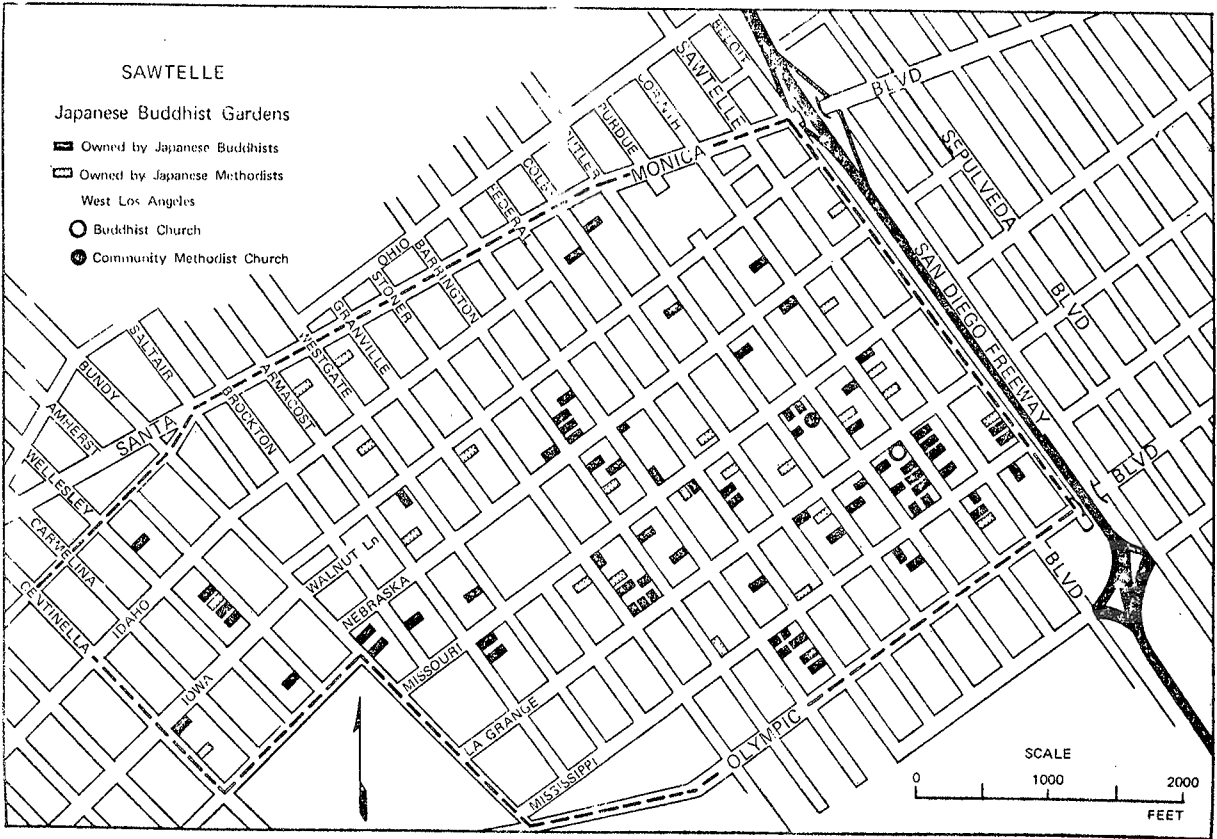 SAWTELLE
Japanese Buddhist Gardens
Owned by Japanese Buddhists
Owned by Japanese Methodists
West Los Angeles
Buddhist Church
Community Methodist Church
BELOIT
SAWTELLE
CORINTH
PURDUE
BUTLER
COLBY
FEDERAL
BARRINGTON
STONER
GRANVILLE
WESTGATE
ARMACOST
BROCKTON
SALTAIR
BUNDY
AMHERST
WELLESLEY
CARMELINA
CENTINELLA
OHIO
SANTA
MONICA
BLVD
SEPULVEDA
BLVD
SAN DIEGO FREEWAY
BLVD
BLVD
IDAHO
IOWA
WALNUT Ln
NEBRASKA
MISSOURI
LA GRANGE
MISSISSIPPI
OLYMPIC
SCALE
0 1000 2000
FEET